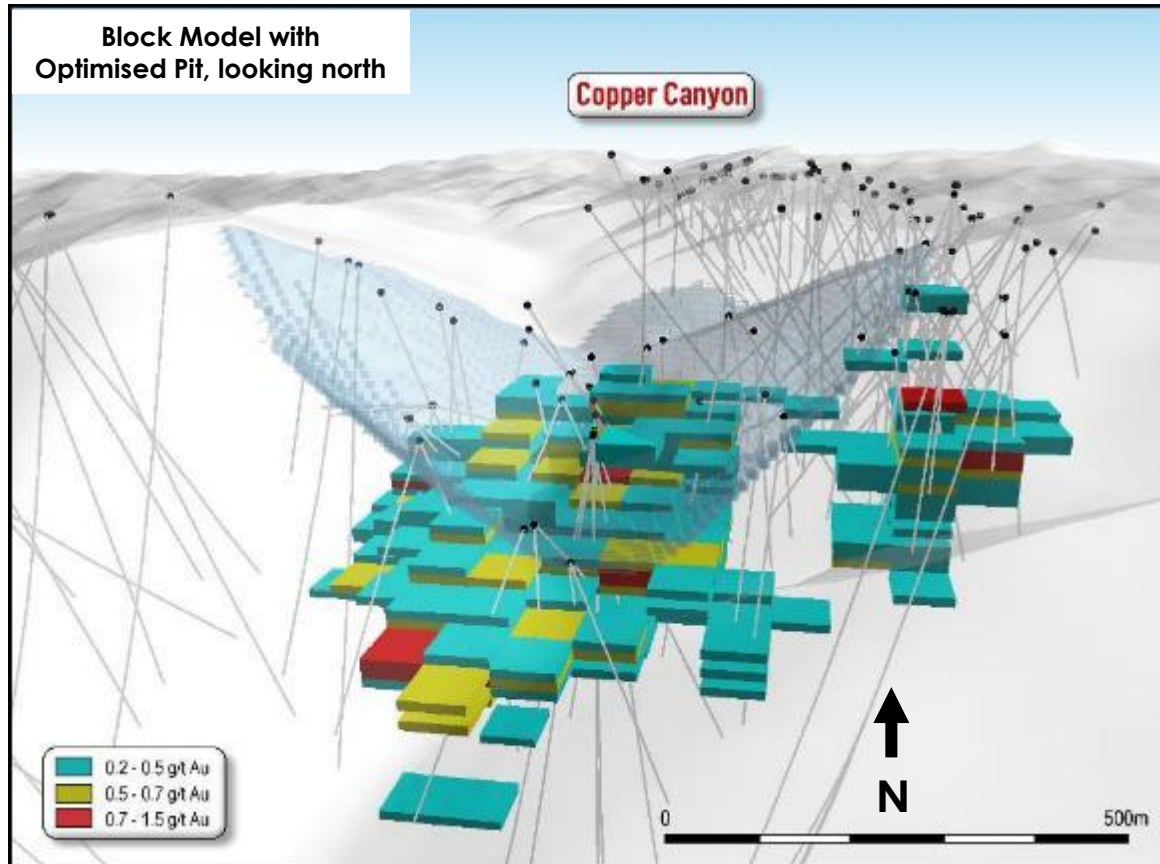 Block Model with
Optimised Pit, looking north
Copper Canyon
0.2 - 0.5 g/t Au
0.5 - 0.7 g/t Au
0.7 - 1.5 g/t Au
N
0 500m